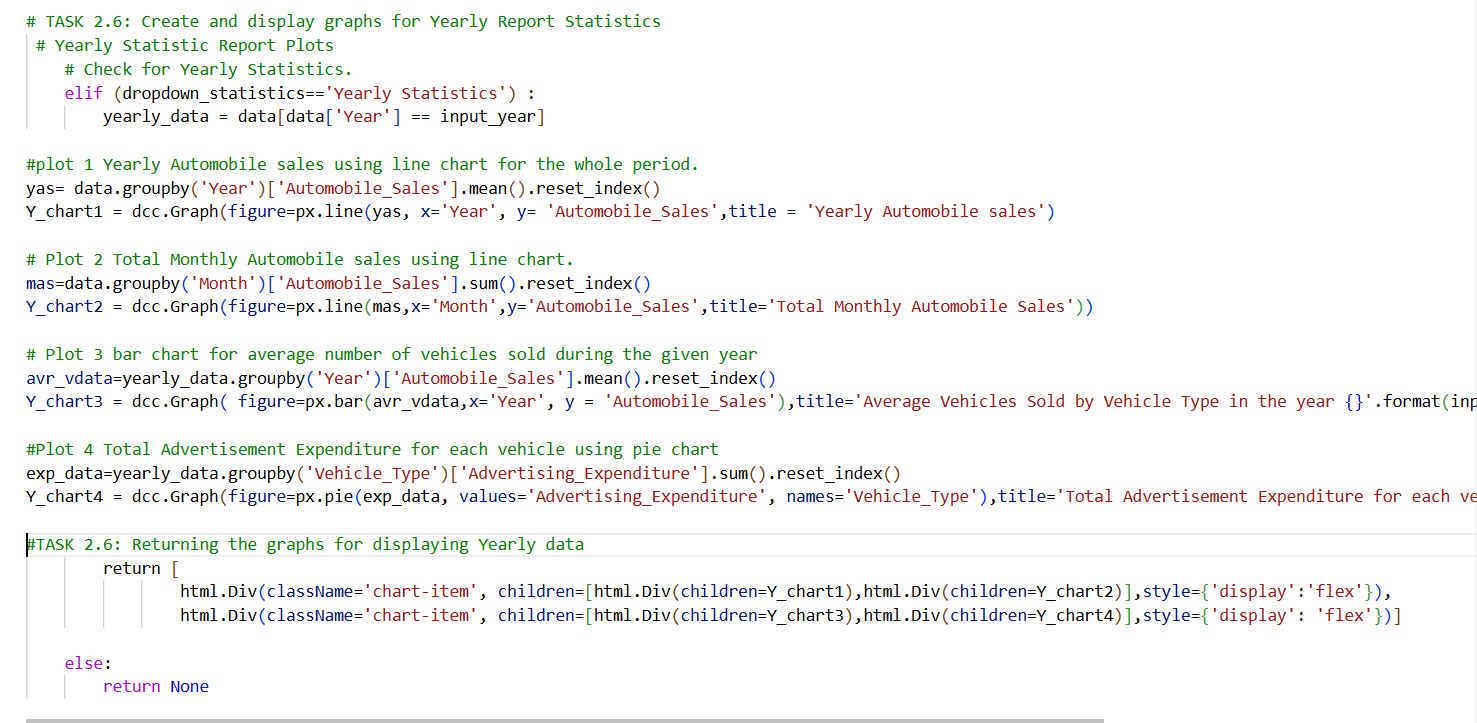 # TASK 2.6: Create and display graphs for Yearly Report Statistics
# Yearly Statistic Report Plots
# Check for Yearly Statistics.
elif (dropdown_statistics=='Yearly Statistics') :
yearly_data = data[data['Year'] == input_year]
#plot 1 Yearly Automobile sales using line chart for the whole period.
yas= data.groupby('Year')['Automobile_Sales'].mean().reset_index()
Y_chart1 = dcc.Graph(figure=px.line(yas, x='Year', y= 'Automobile_Sales',title = 'Yearly Automobile sales')
# Plot 2 Total Monthly Automobile sales using line chart.
mas=data.groupby('Month')['Automobile_Sales'].sum().reset_index()
Y_chart2 = dcc.Graph(figure=px.line(mas,x='Month',y='Automobile_Sales',title='Total Monthly Automobile Sales'))
# Plot 3 bar chart for average number of vehicles sold during the given year
avr_vdata=yearly_data.groupby('Year')['Automobile_Sales'].mean().reset_index()
Y_chart3 = dcc.Graph( figure=px.bar(avr_vdata,x='Year', y = 'Automobile_Sales'),title='Average Vehicles Sold by Vehicle Type in the year {}'.format(inp
#Plot 4 Total Advertisement Expenditure for each vehicle using pie chart
exp_data=yearly_data.groupby('Vehicle_Type')['Advertising_Expenditure'].sum().reset_index()
Y_chart4 = dcc.Graph(figure=px.pie(exp_data, values='Advertising_Expenditure', names='Vehicle_Type'),title='Total Advertisement Expenditure for each ve
#TASK 2.6: Returning the graphs for displaying Yearly data
return [
html.Div(className='chart-item', children=[html.Div(children=Y_chart1),html.Div(children=Y_chart2)],style={'display':'flex'}),
html.Div(className='chart-item', children=[html.Div(children=Y_chart3),html.Div(children=Y_chart4)],style={'display': 'flex'})]
else:
return None